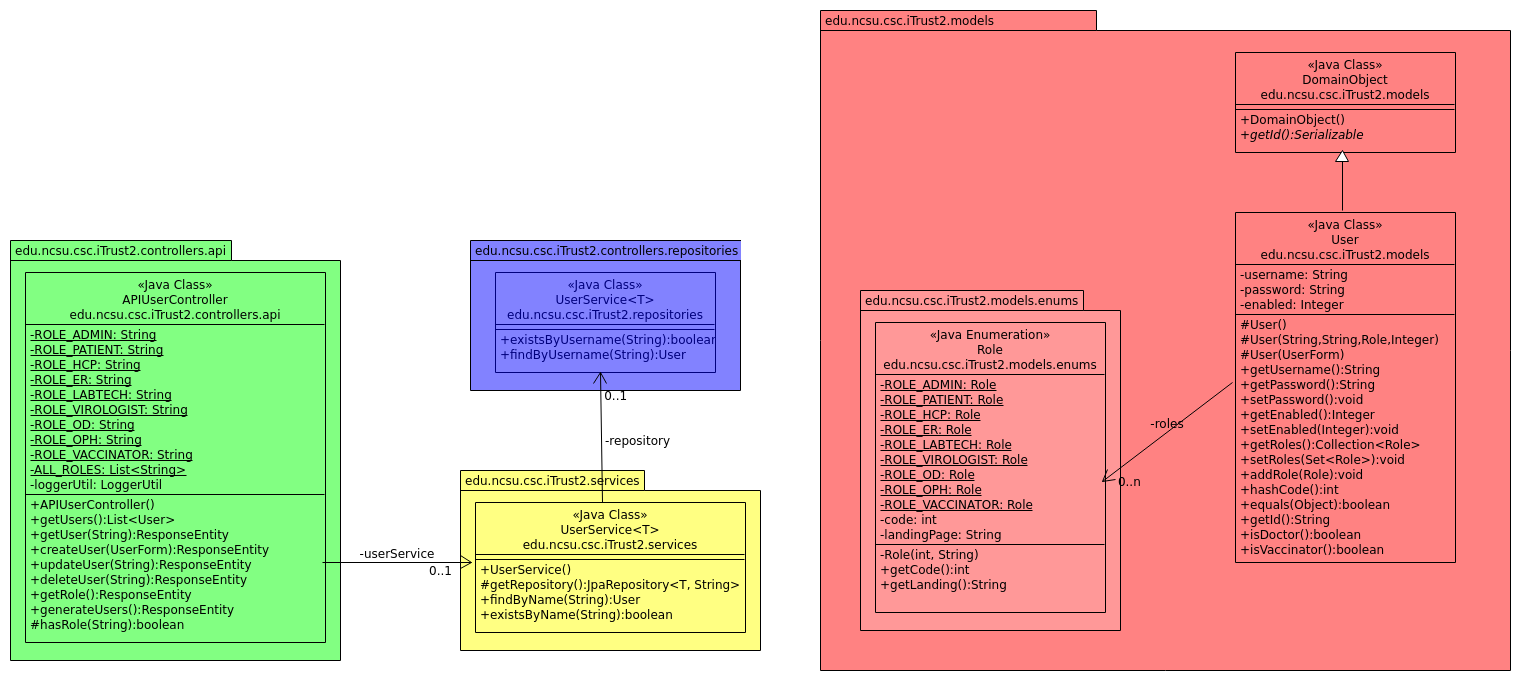 edu.ncsu.csc.iTrust2.controllers.api
«Java Class»
APIUserController
edu.ncsu.csc.iTrust2.controllers.api
-ROLE_ADMIN: String
-ROLE_PATIENT: String
-ROLE_HCP: String
-ROLE_ER: String
-ROLE_LABTECH: String
-ROLE_VIROLOGIST: String
-ROLE_OD: String
-ROLE_OPH: String
-ROLE_VACCINATOR: String
-ALL_ROLES: List<String>
-loggerUtil: LoggerUtil
+APIUserController()
+getUsers():List<User>
+getUser(String):ResponseEntity
+createUser(UserForm):ResponseEntity
+updateUser(String):ResponseEntity
+deleteUser(String):ResponseEntity
+getRole():ResponseEntity
+generateUsers():ResponseEntity
#hasRole(String):boolean
-userService
0..1
edu.ncsu.csc.iTrust2.controllers.repositories
«Java Class»
UserService<T>
edu.ncsu.csc.iTrust2.repositories
+existsByUsername(String):boolean
+findByUsername(String):User
0..1
-repository
edu.ncsu.csc.iTrust2.services
«Java Class»
UserService<T>
edu.ncsu.csc.iTrust2.services
+UserService()
#getRepository():JpaRepository<T, String>
+findByName(String):User
+existsByName(String):boolean
edu.ncsu.csc.iTrust2.models
«Java Class»
DomainObject
edu.ncsu.csc.iTrust2.models
+DomainObject()
+getId():Serializable
edu.ncsu.csc.iTrust2.models.enums
«Java Enumeration»
Role
edu.ncsu.csc.iTrust2.models.enums
-ROLE_ADMIN: Role
-ROLE_PATIENT: Role
-ROLE_HCP: Role
-ROLE_ER: Role
-ROLE_LABTECH: Role
-ROLE_VIROLOGIST: Role
-ROLE_OD: Role
-ROLE_OPH: Role
-ROLE_VACCINATOR: Role
-code: int
-landingPage: String
-Role(int, String)
+getCode():int
+getLanding():String
-roles
0..n
«Java Class»
User
edu.ncsu.csc.iTrust2.models
-username: String
-password: String
-enabled: Integer
#User()
#User(String,String,Role,Integer)
#User(UserForm)
+getUsername():String
+getPassword():String
+setPassword():void
+getEnabled():Integer
+setEnabled(Integer):void
+getRoles():Collection<Role>
+setRoles(Set<Role>):void
+addRole(Role):void
+hashCode():int
+equals(Object):boolean
+getId():String
+isDoctor():boolean
+isVaccinator():boolean